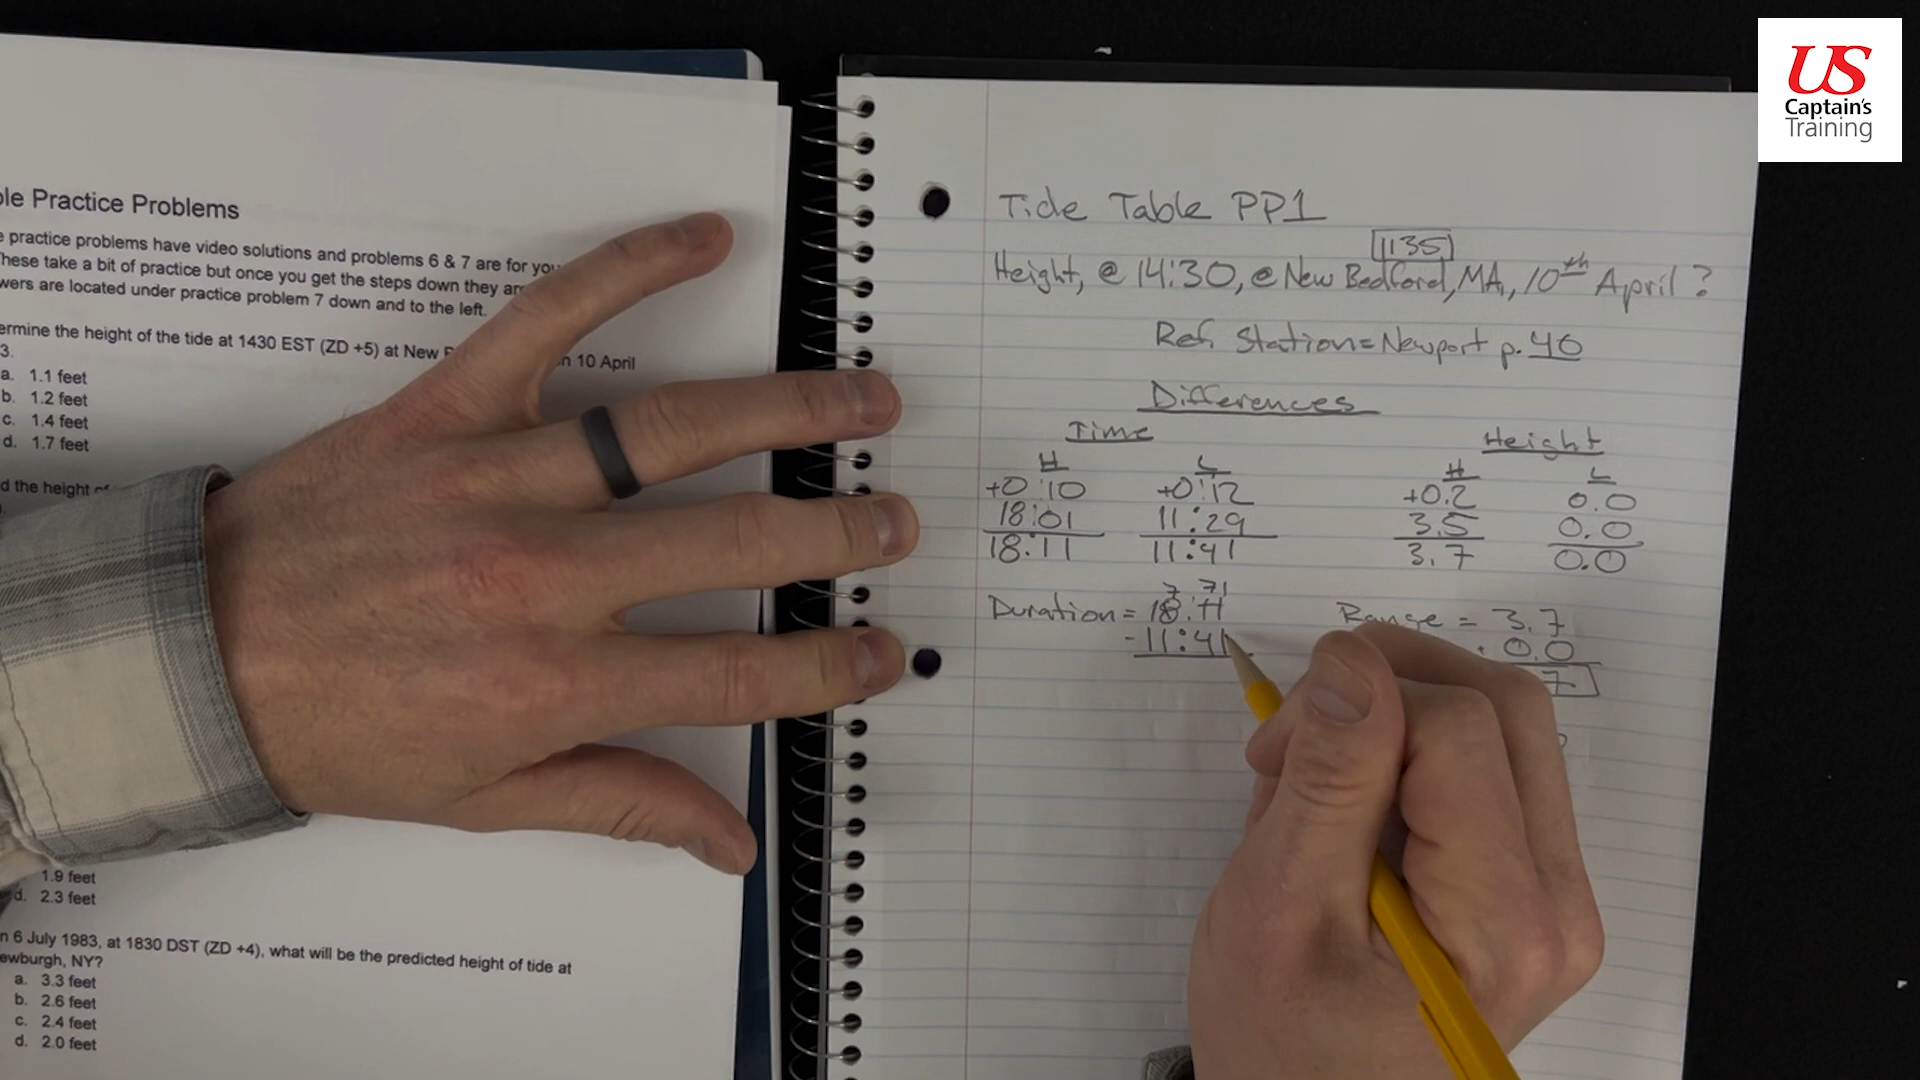 US
Captain's
Training
ole Practice Problems
e practice problems have video solutions and problems 6 & 7 are for you
hese take a bit of practice but once you get the steps down they are
wers are located under practice problem 7 down and to the left.
ermine the height of the tide at 1430 EST (ZD +5) at New
n 10 April
3.
a. 1.1 feet
b. 1.2 feet
c. 1.4 feet
d. 1.7 feet
d the height of
1.9 feet
d. 2.3 feet
n 6 July 1983, at 1830 DST (ZD +4), what will be the predicted height of tide at
ewburgh, NY?
a. 3.3 feet
b. 2.6 feet
c. 2.4 feet
d. 2.0 feet
Tide Table PP1
1135
Height, @ 14:30, @ New Bedford, MA, 10th April?
Ref. Station = Newport p. 40
Differences
Time Height
H L H L
+0:10 +0:12 +0.2 0.0
18:01 11:29 3.5 0.0
18:11 11:41 3.7 0.0
7 71
Duration = 18:11 Range = 3.7
- 11:41 0.0
7